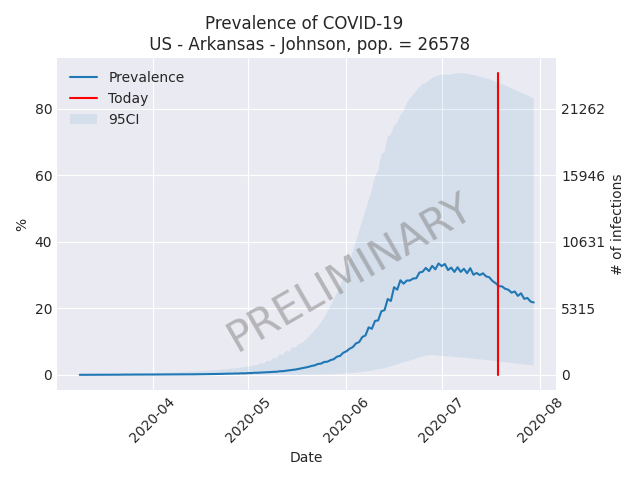 Prevalence of COVID-19
US - Arkansas - Johnson, pop. = 26578
Prevalence
Today
95CI
80
60
40
20
0
%
21262
15946
10631
5315
0
# of infections
PRELIMINARY
2020-04
2020-05
2020-06
2020-07
2020-08
Date